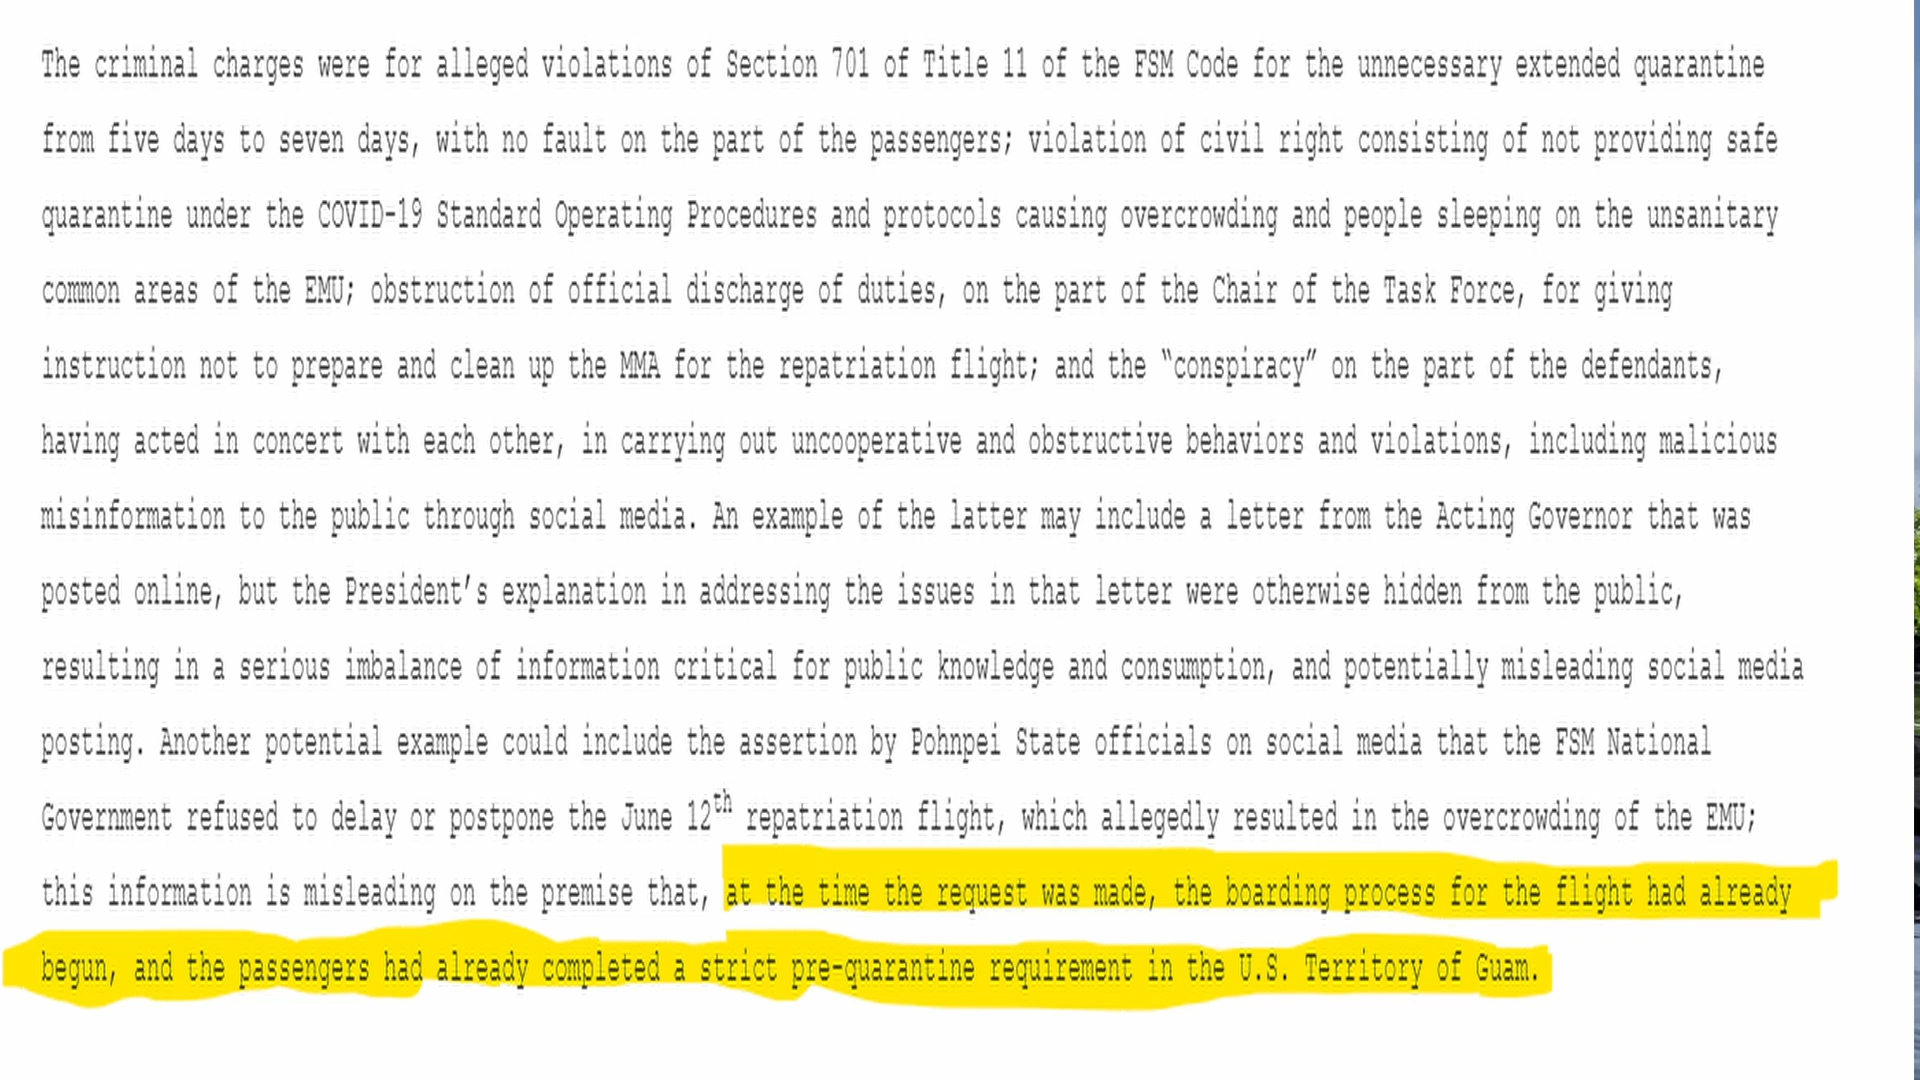 The criminal charges were for alleged violations of Section 701 of Title 11 of the FSM Code for the unnecessary extended quarantine
from five days to seven days, with no fault on the part of the passengers; violation of civil right consisting of not providing safe
quarantine under the COVID-19 Standard Operating Procedures and protocols causing overcrowding and people sleeping on the unsanitary
common areas of the EMU; obstruction of official discharge of duties, on the part of the Chair of the Task Force, for giving
instruction not to prepare and clean up the MMA for the repatriation flight; and the “conspiracy” on the part of the defendants,
having acted in concert with each other, in carrying out uncooperative and obstructive behaviors and violations, including malicious
misinformation to the public through social media. An example of the latter may include a letter from the Acting Governor that was
posted online, but the President’s explanation in addressing the issues in that letter were otherwise hidden from the public,
resulting in a serious imbalance of information critical for public knowledge and consumption, and potentially misleading social media
posting. Another potential example could include the assertion by Pohnpei State officials on social media that the FSM National
Government refused to delay or postpone the June 12th repatriation flight, which allegedly resulted in the overcrowding of the EMU;
this information is misleading on the premise that, at the time the request was made, the boarding process for the flight had already
begun, and the passengers had already completed a strict pre-quarantine requirement in the U.S. Territory of Guam.